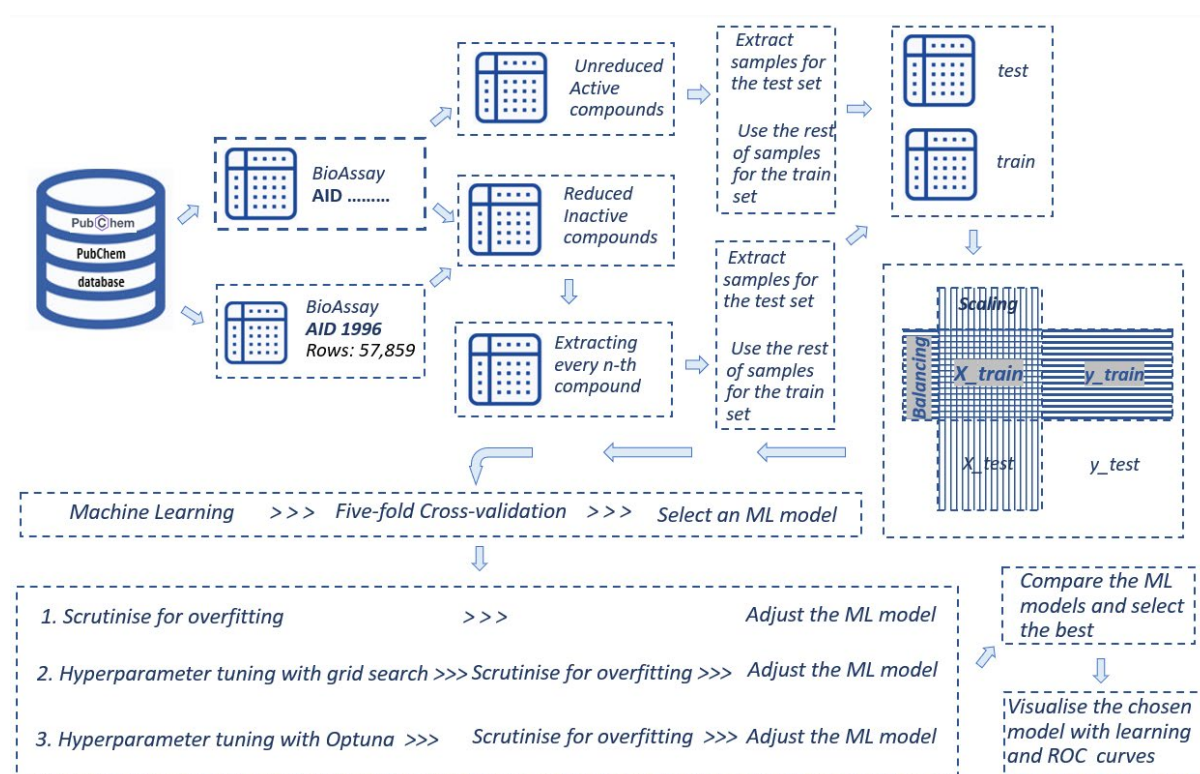 PubChem
PubChem
database
BioAssay
AID .........
BioAssay
AID 1996
Rows: 57,859
Unreduced
Active
compounds
Reduced
Inactive
compounds
Extracting
every n-th
compound
Extract
samples for
the test set
Use the rest
of samples
for the train
set
Extract
samples for
the test set
Use the rest
of samples
for the train
set
test
train
Scaling
Balancing
X_train
y_train
X_test
y_test
Machine Learning >>> Five-fold Cross-validation >>> Select an ML model
1. Scrutinise for overfitting >>> Adjust the ML model
2. Hyperparameter tuning with grid search >>> Scrutinise for overfitting >>> Adjust the ML model
3. Hyperparameter tuning with Optuna >>> Scrutinise for overfitting >>> Adjust the ML model
Compare the ML
models and select
the best
Visualise the chosen
model with learning
and ROC curves